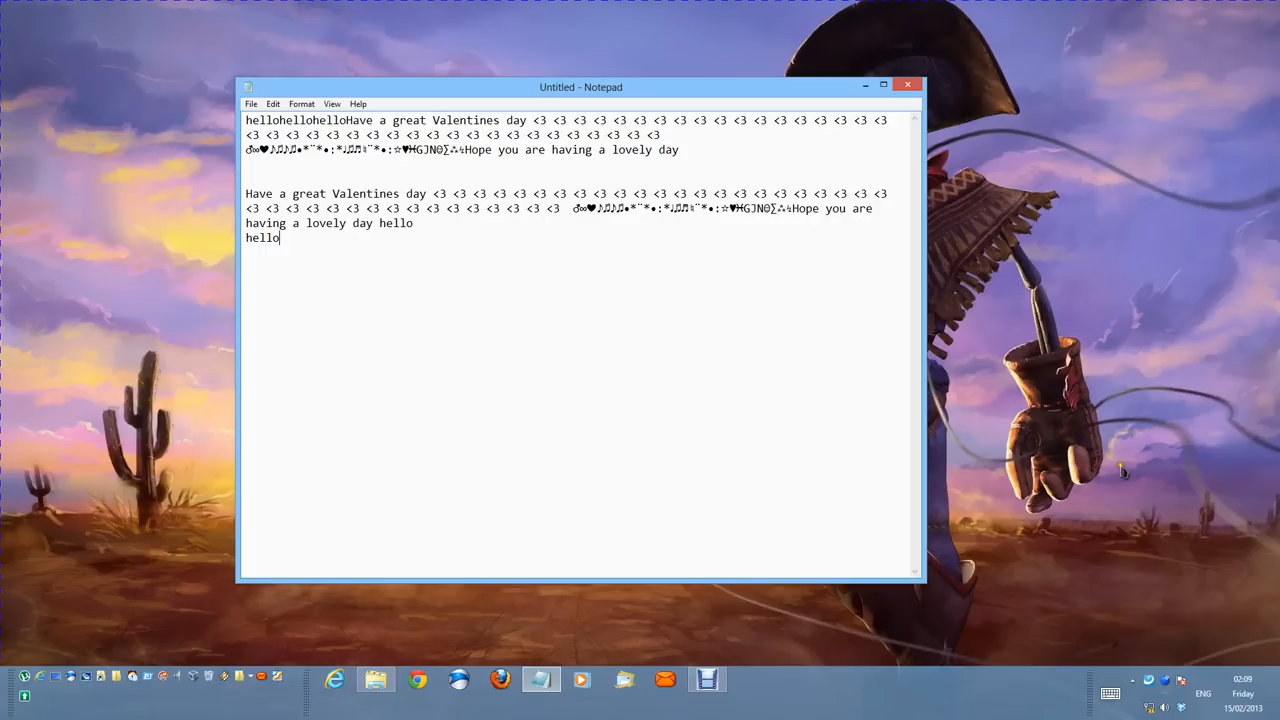 Untitled - Notepad
File Edit Format View Help
hellohellohelloHave a great Valentines day <3 <3 <3 <3 <3 <3 <3 <3 <3 <3 <3 <3 <3 <3 <3 <3 <3 <3
<3 <3 <3 <3 <3 <3 <3 <3 <3 <3 <3 <3 <3 <3 <3 <3 <3 <3 <3 <3 <3
Hope you are having a lovely day
Have a great Valentines day <3 <3 <3 <3 <3 <3 <3 <3 <3 <3 <3 <3 <3 <3 <3 <3 <3 <3 <3 <3 <3 <3 <3
<3 <3 <3 <3 <3 <3 <3 <3 <3 <3 <3 <3 <3 <3 <3 <3 Hope you are
having a lovely day hello
hello
02:09
ENG Friday
15/02/2013